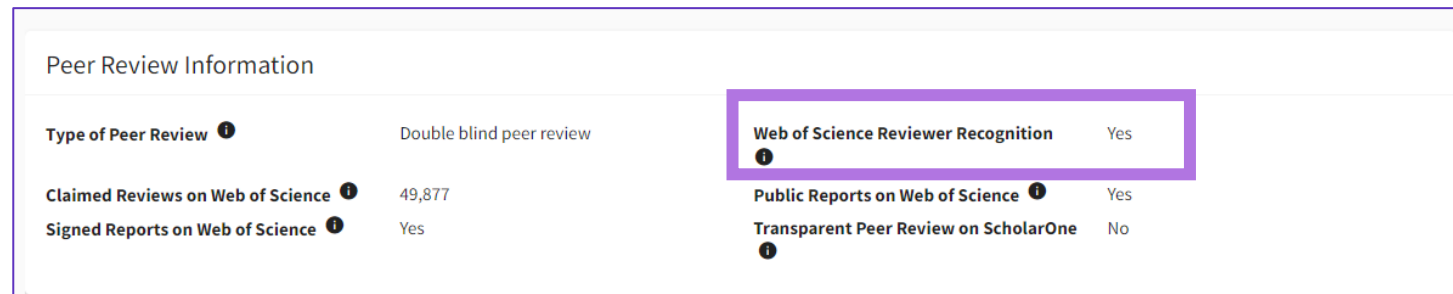 Peer Review Information
Type of Peer Review Double blind peer review Web of Science Reviewer Recognition Yes
Claimed Reviews on Web of Science 49,877 Public Reports on Web of Science Yes
Signed Reports on Web of Science Yes Transparent Peer Review on ScholarOne No